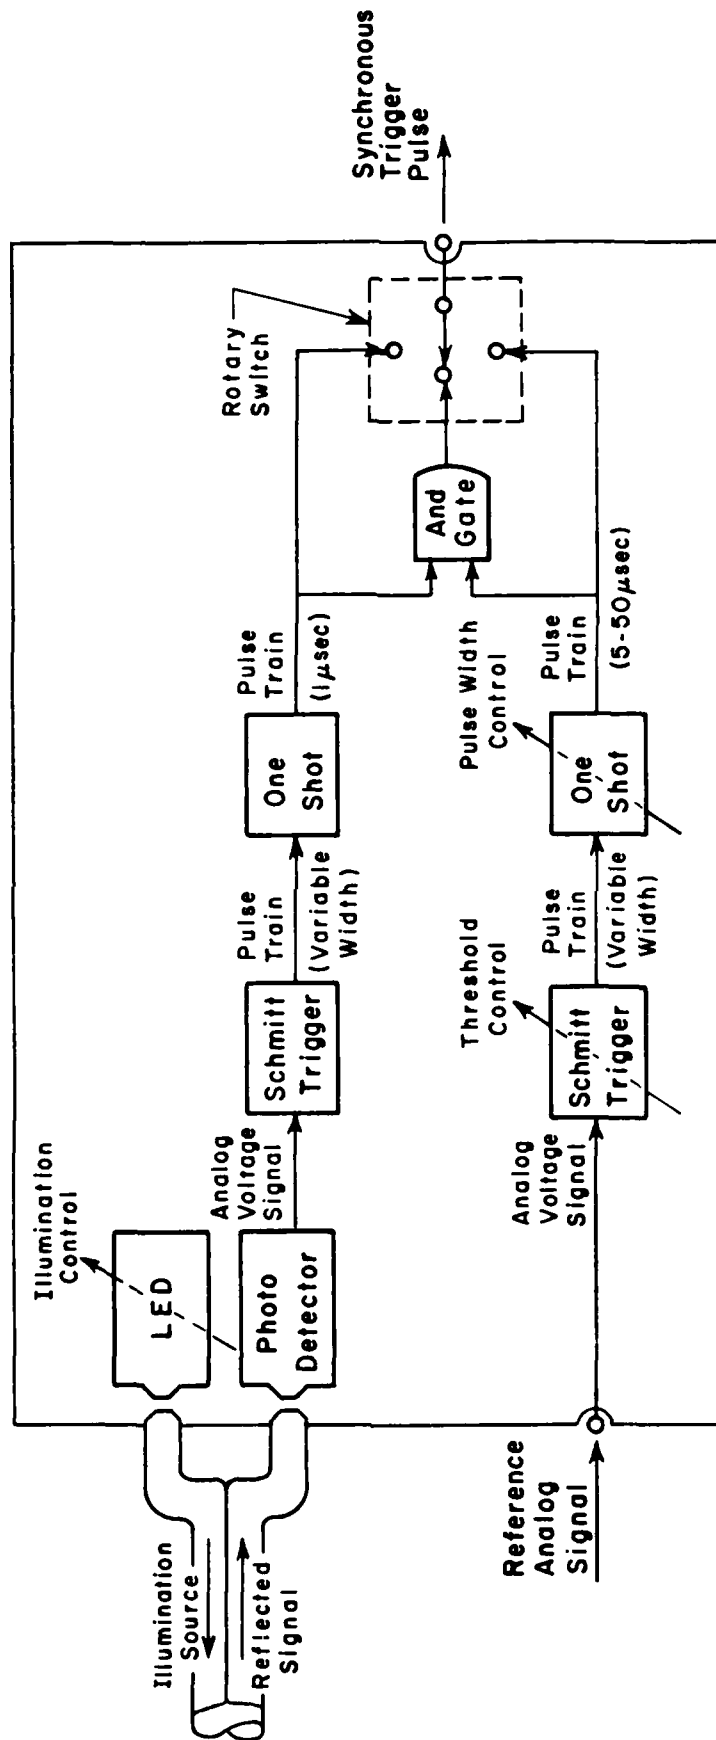 Illumination
Control
LED
Photo
Detector
Illumination
Source
Reflected
Signal
Analog
Voltage
Signal
Schmitt
Trigger
Pulse
Train
(Variable
Width)
One
Shot
Pulse
Train
(1μsec)
Rotary
Switch
And
Gate
Synchronous
Trigger
Pulse
Reference
Analog
Signal
Analog
Voltage
Signal
Threshold
Control
Schmitt
Trigger
Pulse
Train
(Variable
Width)
Pulse Width
Control
One
Shot
Pulse
Train
(5-50μsec)